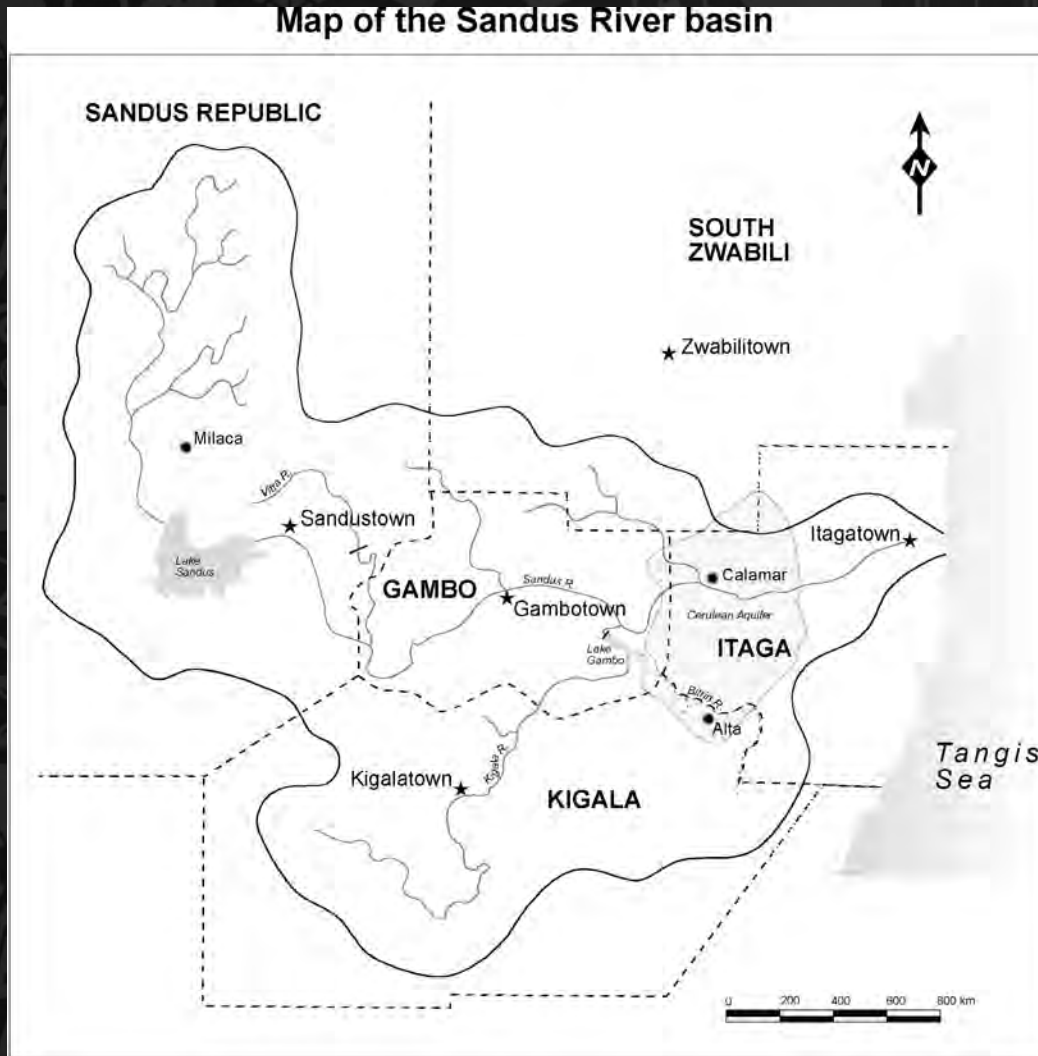 Map of the Sandus River basin
SANDUS REPUBLIC
N
SOUTH
ZWABILI
Zwabilitown
Milaca
Vitra R.
Sandustown
Itagatown
Lake
Sandus
GAMBO
Sandus R.
Gambotown
Calamar
Cerulean Aquifer
ITAGA
Lake
Gambo
Bitrin R.
Alta
Kigala R.
Kigalatown
KIGALA
Tangis
Sea
0 200 400 600 800 km